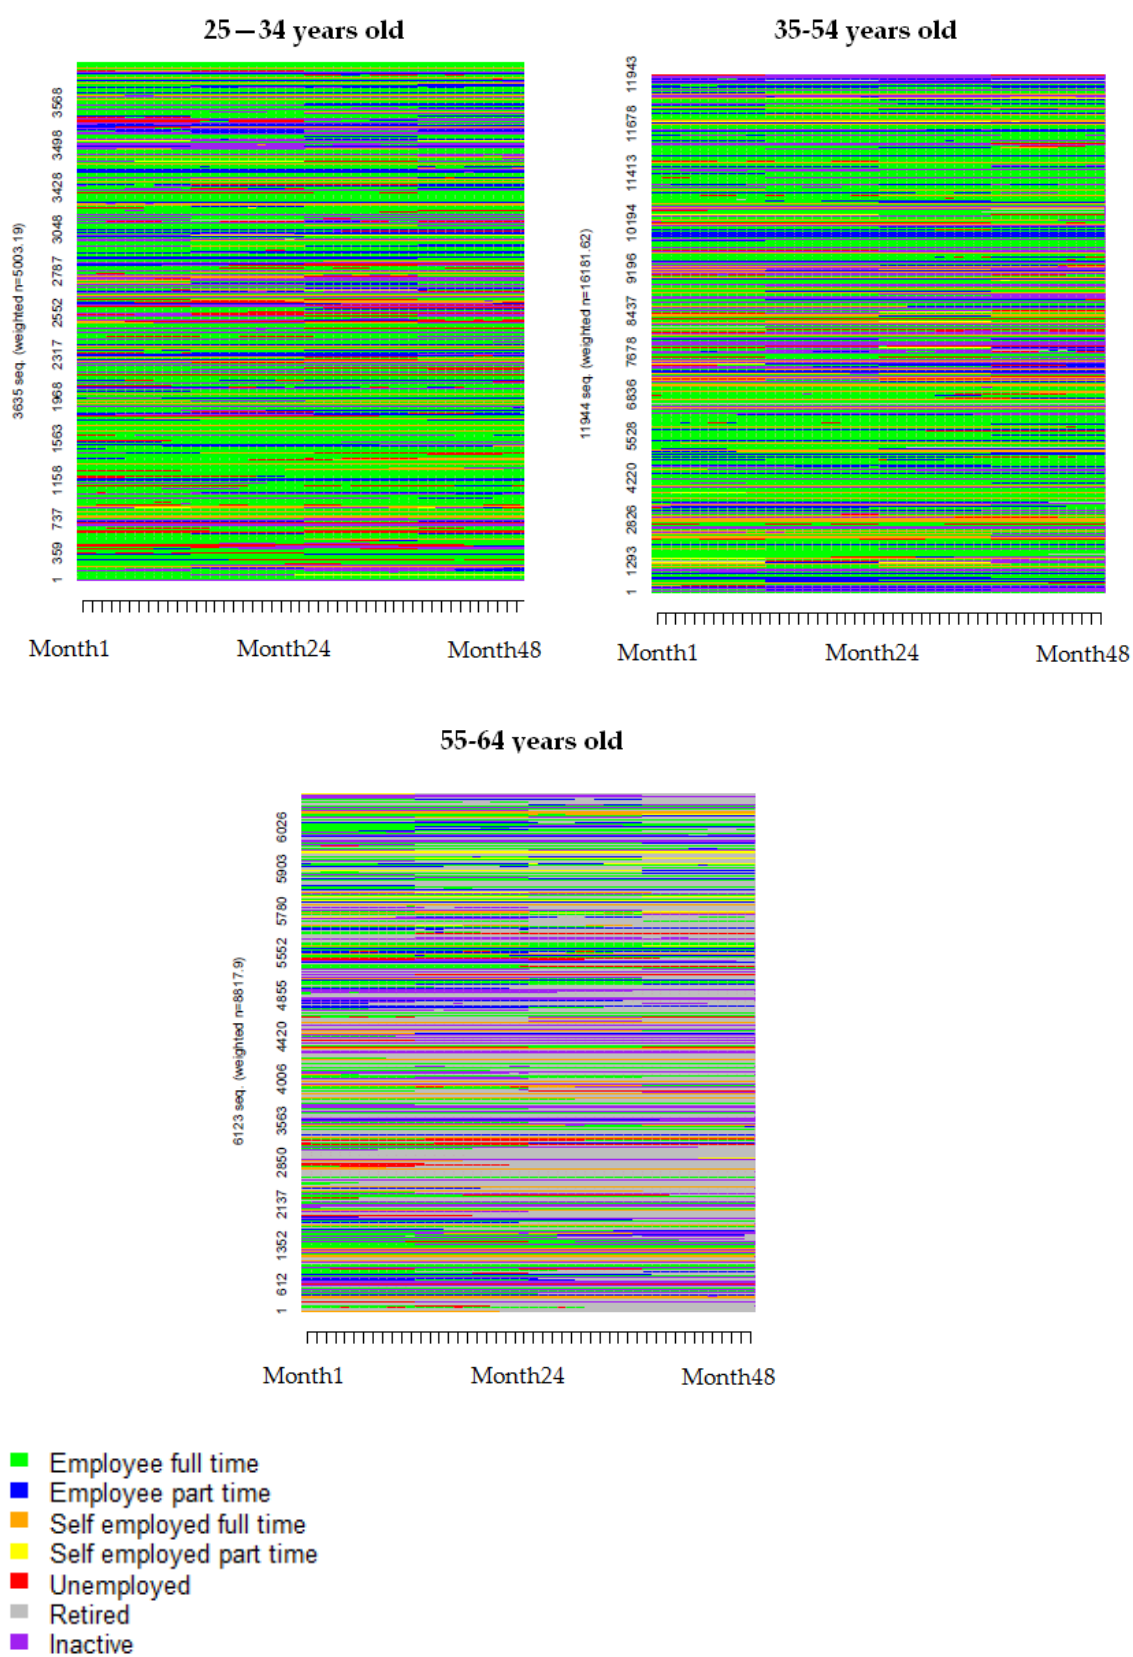 25—34 years old
3635 seq. (weighted n=5003.19)
1 359 737 1158 1563 1968 2317 2552 2787 3048 3428 3498 3568
Month1 Month24 Month48
35-54 years old
11944 seq. (weighted n=16181.62)
1 1293 2826 4220 5528 6836 7678 8437 9196 10194 11413 11678 11943
Month1 Month24 Month48
55-64 years old
6123 seq. (weighted n=8817.9)
1 612 1352 2137 2850 3563 4006 4420 4855 5552 5780 5903 6026
Month1 Month24 Month48
Employee full time
Employee part time
Self employed full time
Self employed part time
Unemployed
Retired
Inactive